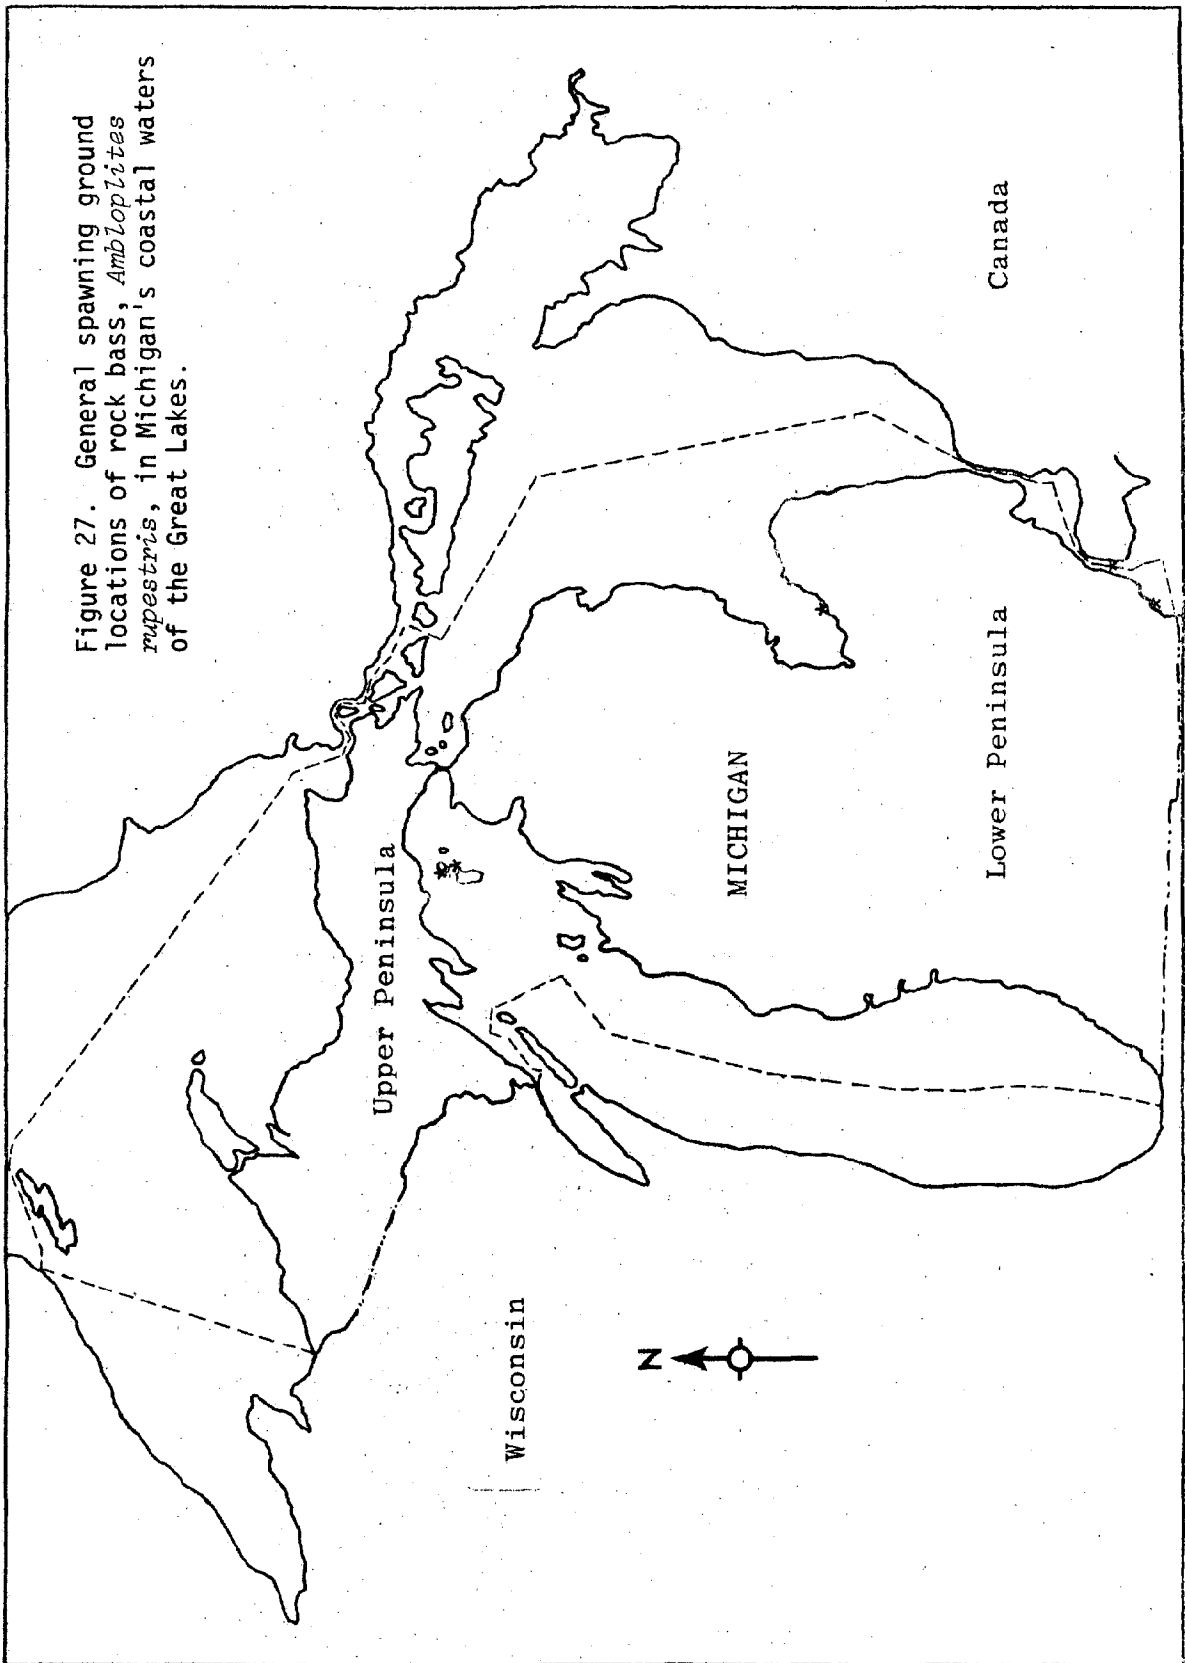 Figure 27. General spawning ground
locations of rock bass, Ambloplites
rupestris, in Michigan's coastal waters
of the Great Lakes.
Upper Peninsula
Wisconsin
N
MICHIGAN
Lower Peninsula
Canada